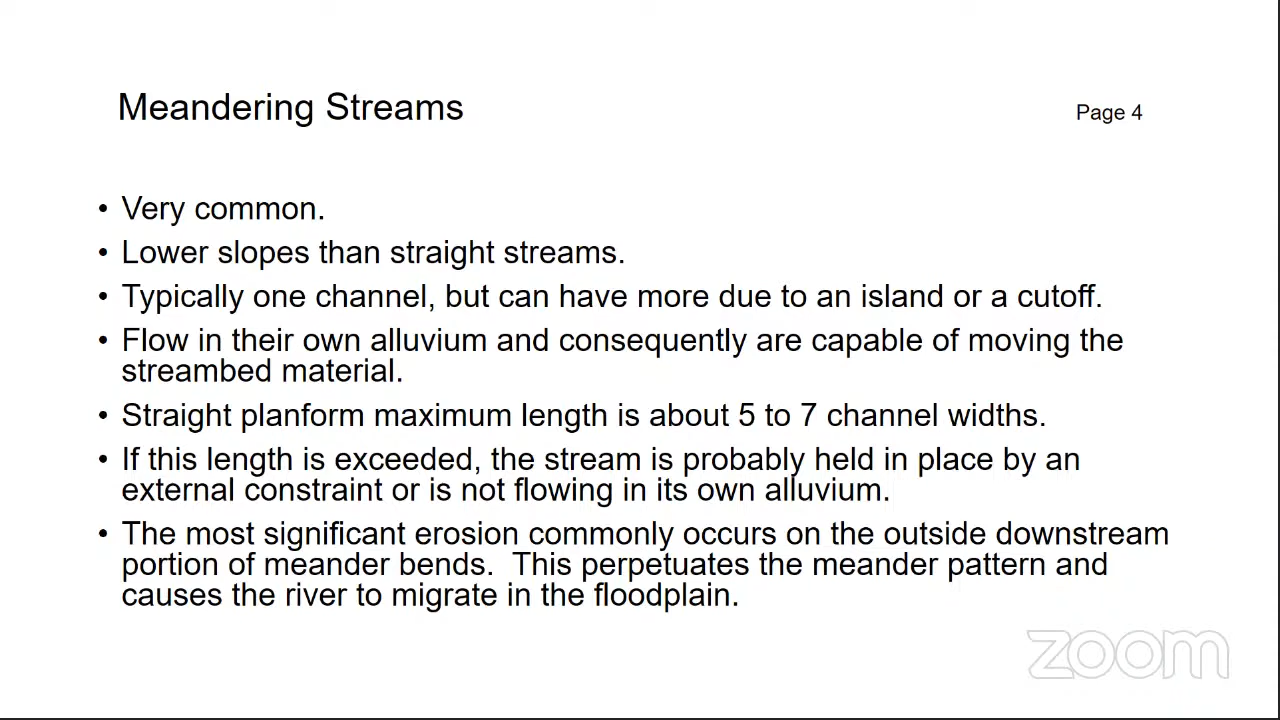 Meandering Streams
Page 4
• Very common.
• Lower slopes than straight streams.
• Typically one channel, but can have more due to an island or a cutoff.
• Flow in their own alluvium and consequently are capable of moving the
streambed material.
• Straight planform maximum length is about 5 to 7 channel widths.
• If this length is exceeded, the stream is probably held in place by an
external constraint or is not flowing in its own alluvium.
• The most significant erosion commonly occurs on the outside downstream
portion of meander bends.  This perpetuates the meander pattern and
causes the river to migrate in the floodplain.
zoom